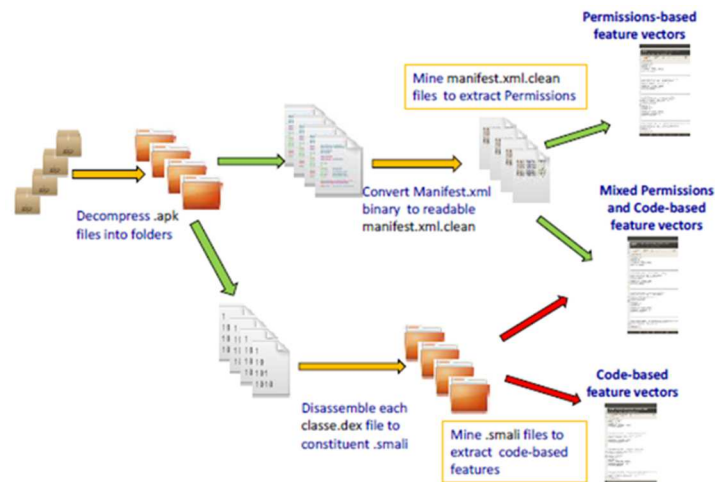 Permissions-based
feature vectors
Mine manifest.xml.clean
files to extract Permissions
Decompress .apk
files into folders
Convert Manifest.xml
binary to readable
manifest.xml.clean
Mixed Permissions
and Code-based
feature vectors
Disassemble each
classe.dex file to
constituent .smali
Mine .smali files to
extract code-based
features
Code-based
feature vectors